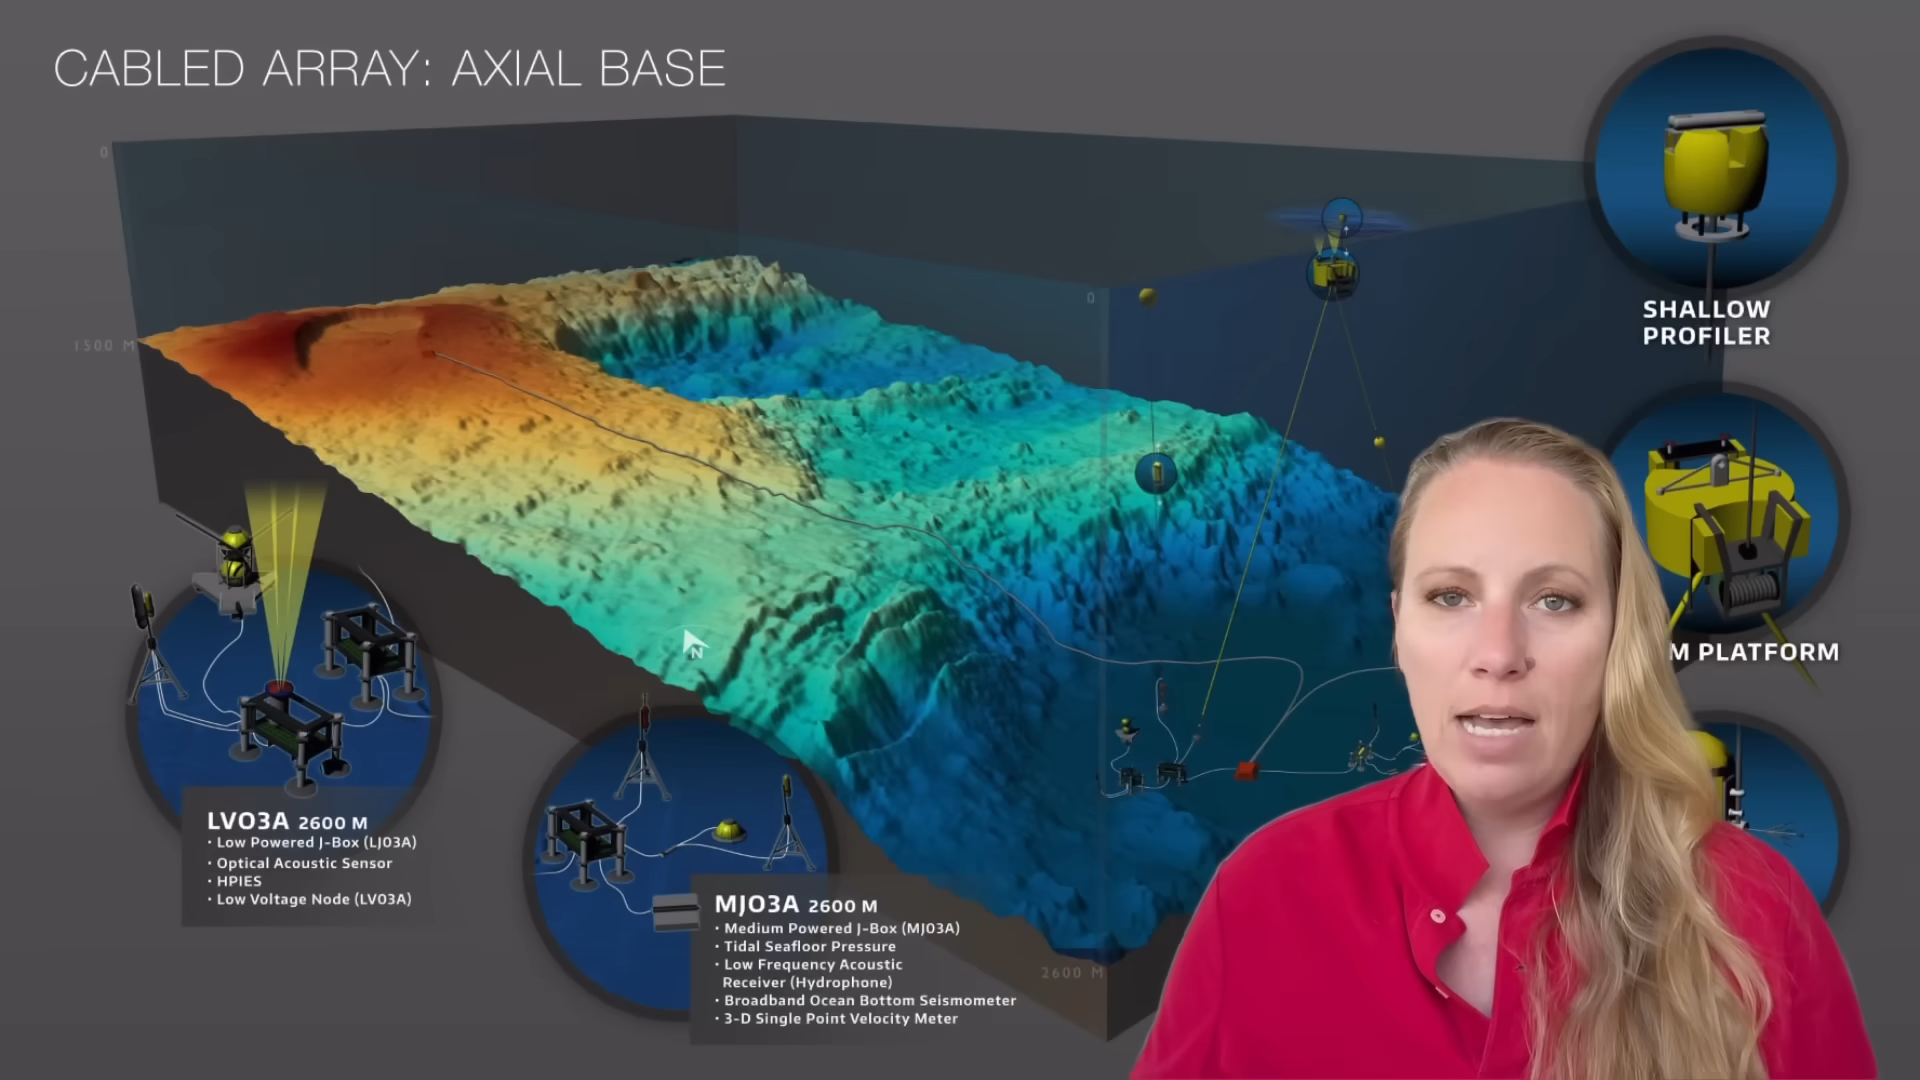 CABLED ARRAY: AXIAL BASE
0
0
1500 M
SHALLOW
PROFILER
M PLATFORM
N
LV03A 2600 M
· Low Powered J-Box (LJ03A)
· Optical Acoustic Sensor
· HPIES
· Low Voltage Node (LV03A)
MJ03A 2600 M
· Medium Powered J-Box (MJ03A)
· Tidal Seafloor Pressure
· Low Frequency Acoustic
Receiver (Hydrophone)
· Broadband Ocean Bottom Seismometer
· 3-D Single Point Velocity Meter
2600 M